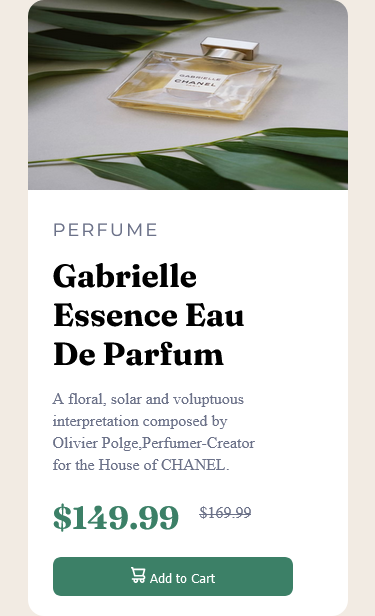 GABRIELLE
CHANEL
PERFUME
Gabrielle
Essence Eau
De Parfum
A floral, solar and voluptuous
interpretation composed by
Olivier Polge,Perfumer-Creator
for the House of CHANEL.
$149.99 $169.99
Add to Cart